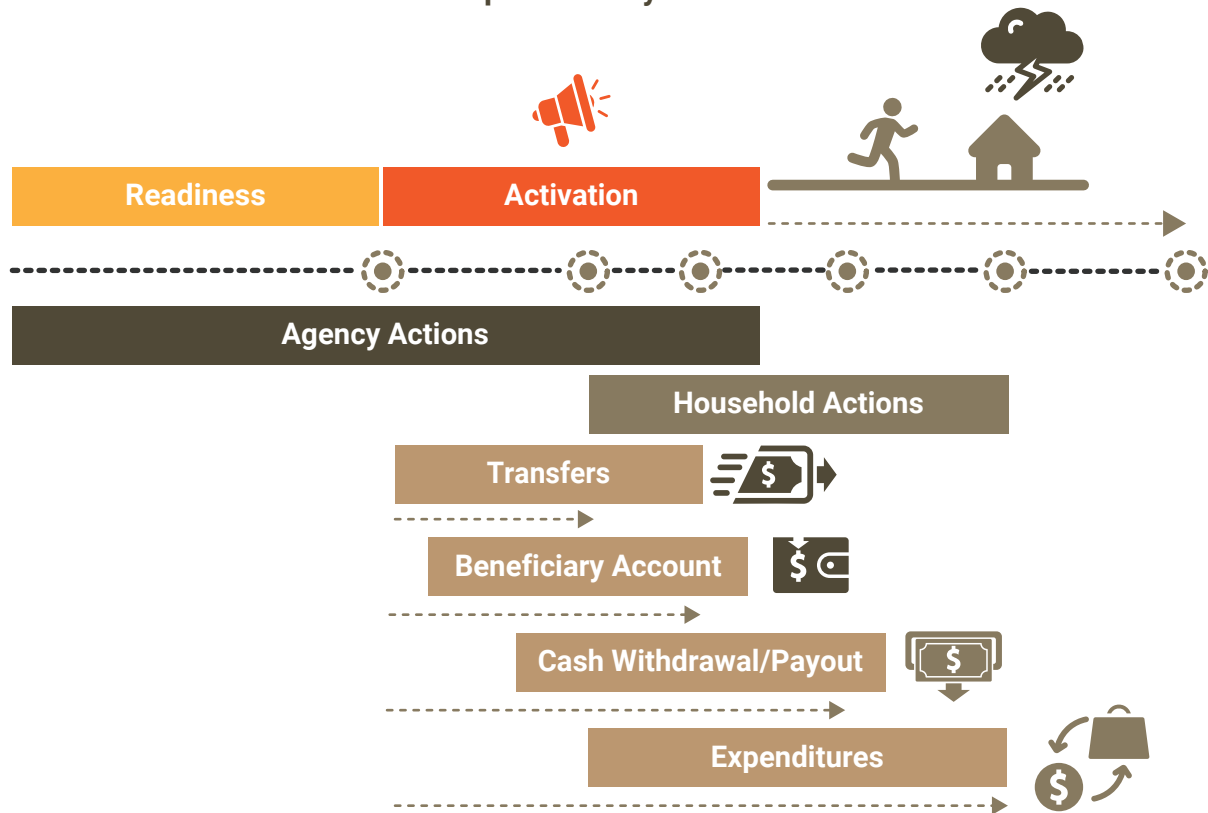 Readiness
Activation
Agency Actions
Household Actions
Transfers
$
Beneficiary Account
$
Cash Withdrawal/Payout
$
Expenditures
$